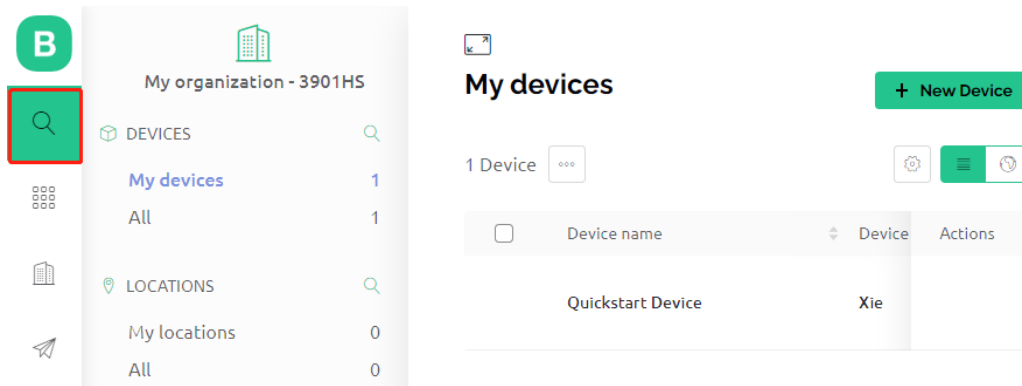 B
My organization - 3901HS
DEVICES
My devices 1
All 1
LOCATIONS
My locations 0
All 0
My devices
+ New Device
1 Device
Device name Device Actions
Quickstart Device Xie